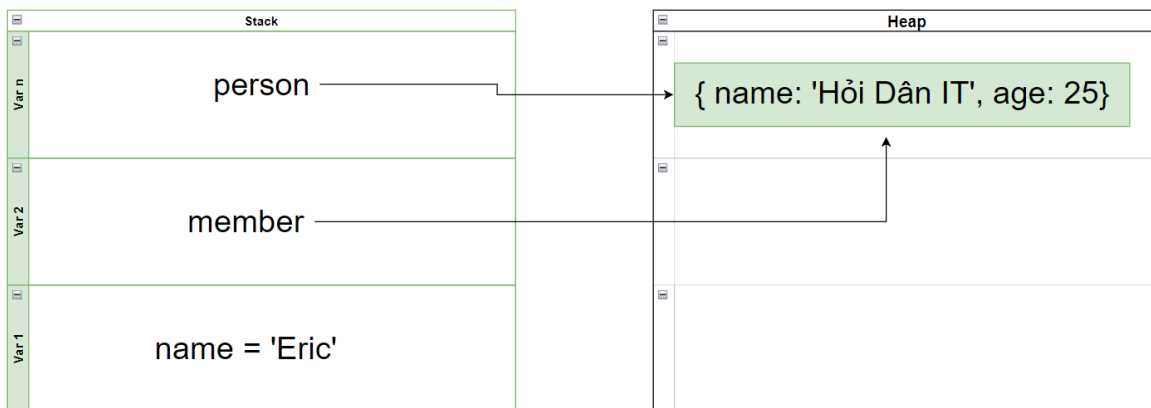 Stack
Heap
Var n
person
{ name: 'Hỏi Dân IT', age: 25}
Var 2
member
Var 1
name = 'Eric'